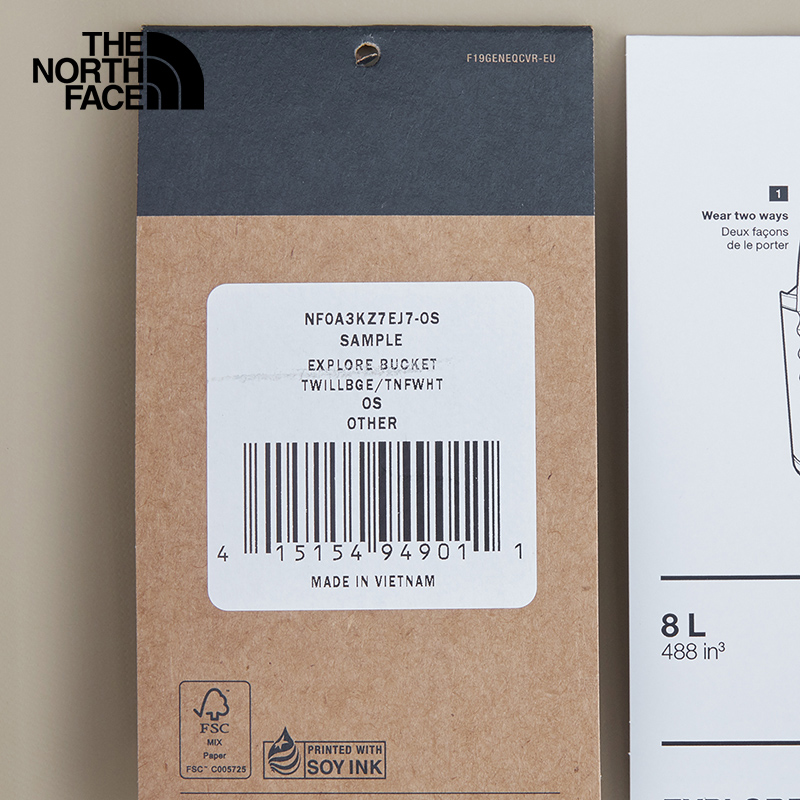 THE
NORTH
FACE
F19GENEQCVR-EU
NF0A3KZ7EJ7-OS
SAMPLE
EXPLORE BUCKET
TWILLBGE/TNFWHT
OS
OTHER
4 15154 94901 1
MADE IN VIETNAM
FSC
MIX
Paper
FSC™ C005725
PRINTED WITH
SOY INK
1
Wear two ways
Deux façons
de le porter
8 L
488 in³